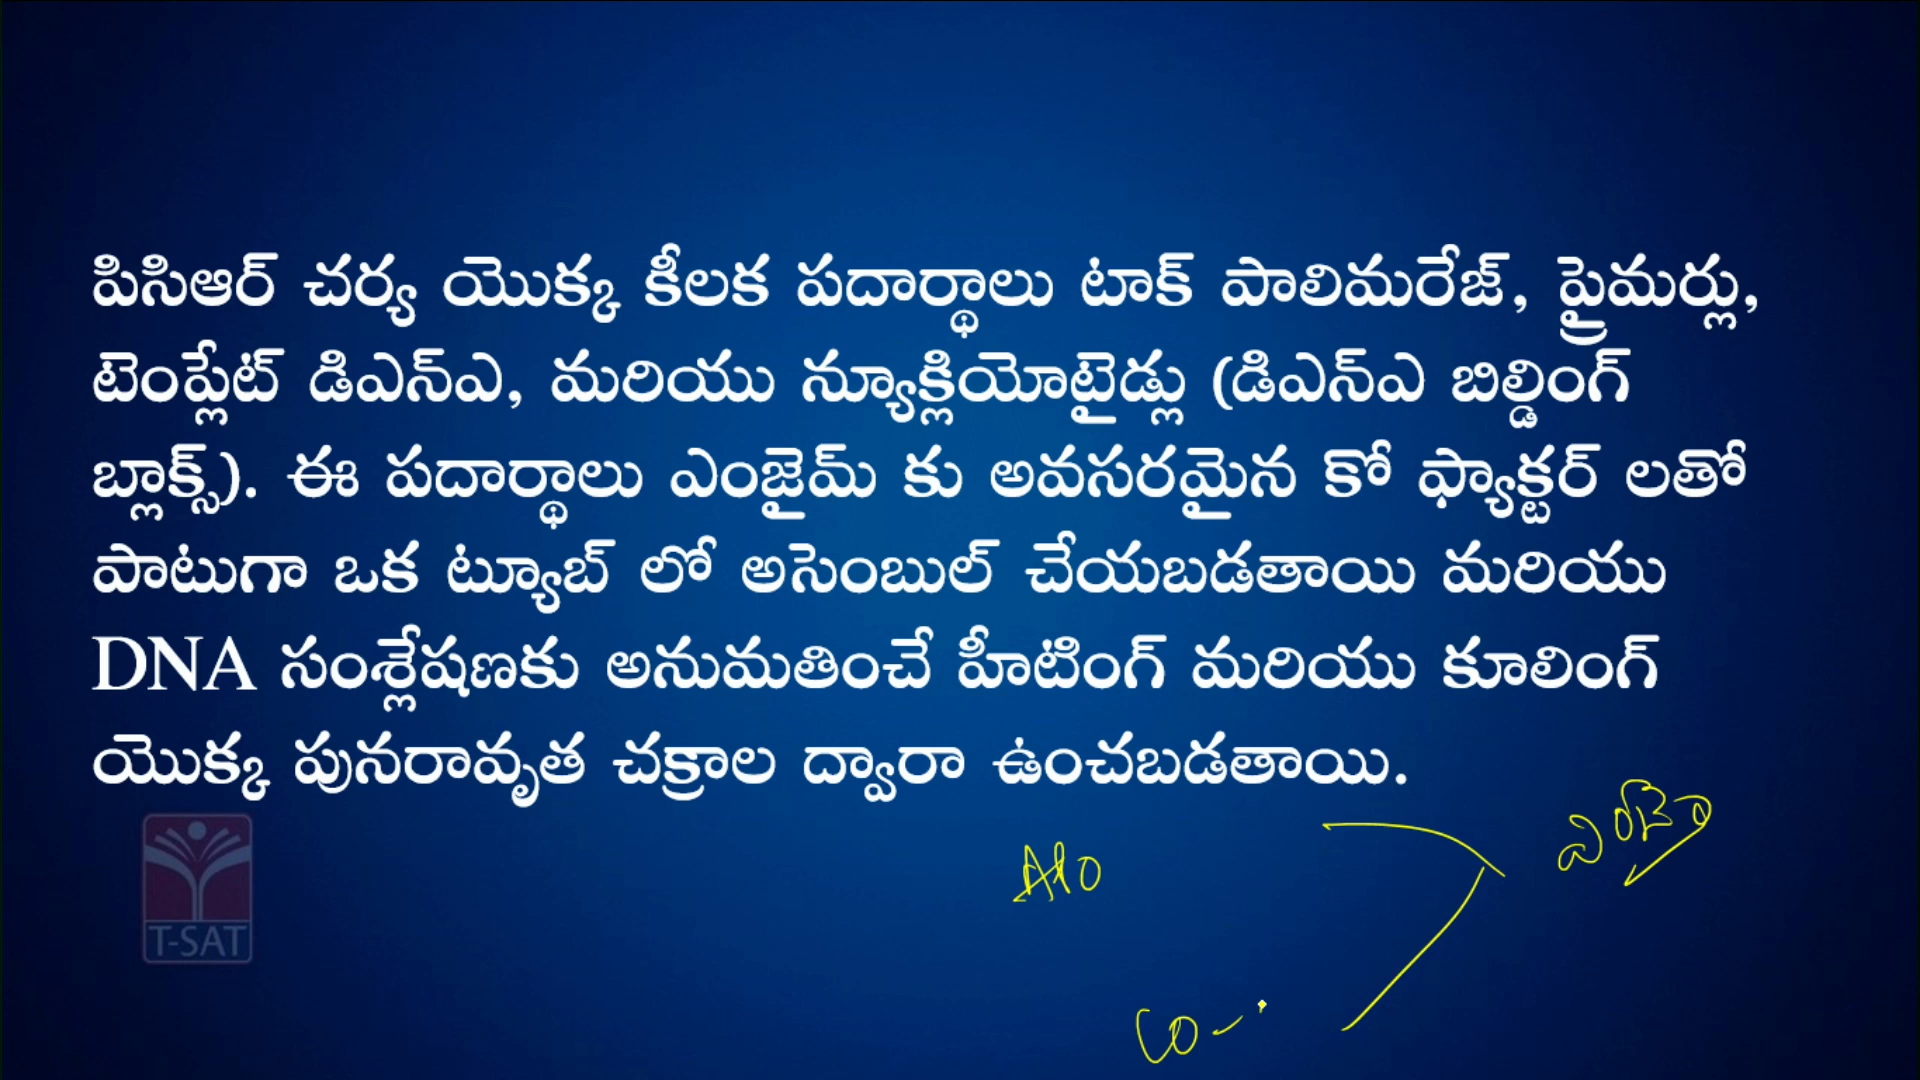 పిసిఆర్ చర్య యొక్క కీలక పదార్థాలు టాక్ పాలిమరేజ్, ప్రైమర్లు,
టెంప్లేట్ డిఎన్ఎ, మరియు న్యూక్లియోటైడ్లు (డిఎన్ఎ బిల్డింగ్
బ్లాక్స్). ఈ పదార్థాలు ఎంజైమ్ కు అవసరమైన కో ఫ్యాక్టర్ లతో
పాటుగా ఒక ట్యూబ్ లో అసెంబుల్ చేయబడతాయి మరియు
DNA సంశ్లేషణకు అనుమతించే హీటింగ్ మరియు కూలింగ్
యొక్క పునరావృత చక్రాల ద్వారా ఉంచబడతాయి.
T-SAT
co-